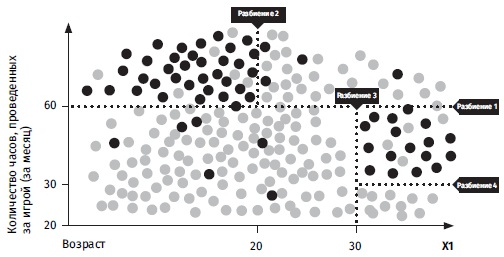 Разбиение 2
Количество часов, проведенных
за игрой (за месяц)
Разбиение 3
60
Разбиение 1
30
Разбиение 4
20
Возраст
20
30
X1